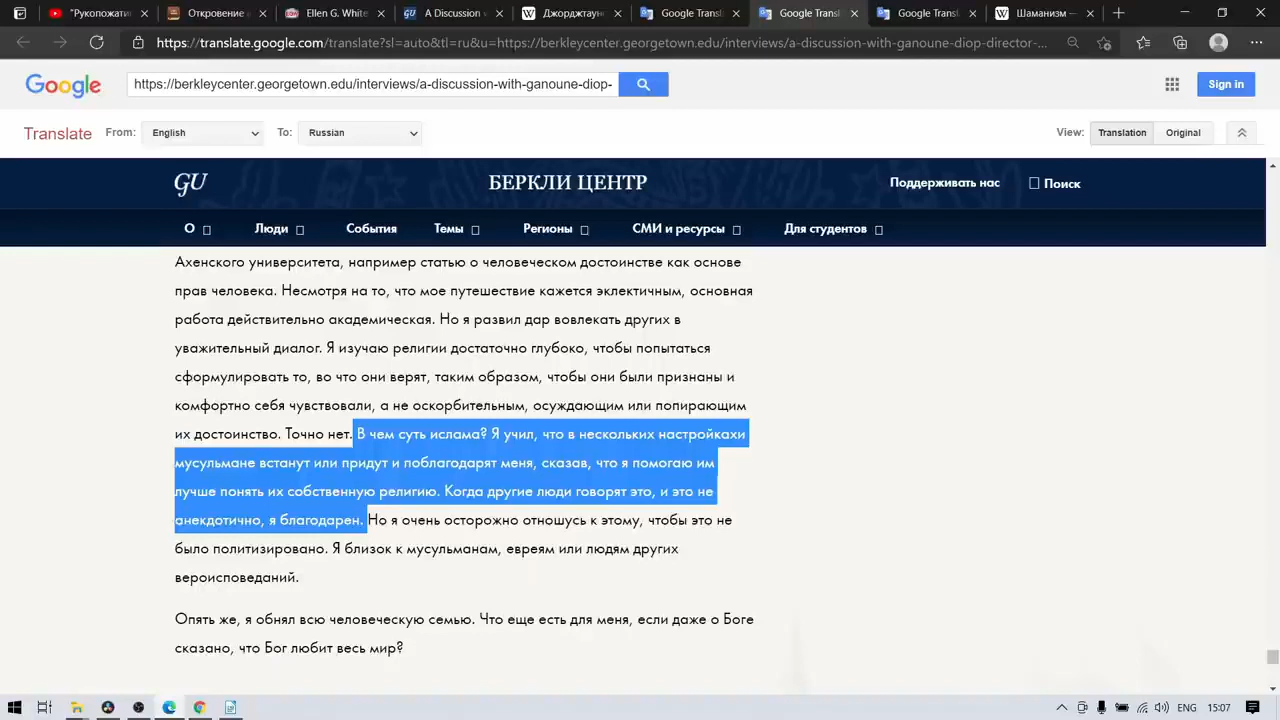 "Рукопожати
Откровение
Ellen G. White
A Discussion v
Джорджтаун
Google Transl
Google Transl
Google Transl
Шаманизм —
https://translate.google.com/translate?sl=auto&tl=ru&u=https://berkleycenter.georgetown.edu/interviews/a-discussion-with-ganoune-diop-director-...
Google
https://berkleycenter.georgetown.edu/interviews/a-discussion-with-ganoune-diop-
Sign in
Translate From: English To: Russian View: Translation Original
GU БЕРКЛИ ЦЕНТР Поддерживать нас Поиск
О Люди События Темы Регионы СМИ и ресурсы Для студентов
Ахенского университета, например статью о человеческом достоинстве как основе
прав человека. Несмотря на то, что мое путешествие кажется эклектичным, основная
работа действительно академическая. Но я развил дар вовлекать других в
уважительный диалог. Я изучаю религии достаточно глубоко, чтобы попытаться
сформулировать то, во что они верят, таким образом, чтобы они были признаны и
комфортно себя чувствовали, а не оскорбительным, осуждающим или попирающим
их достоинство. Точно нет. В чем суть ислама? Я учил, что в нескольких настройкахи
мусульмане встанут или придут и поблагодарят меня, сказав, что я помогаю им
лучше понять их собственную религию. Когда другие люди говорят это, и это не
анекдотично, я благодарен. Но я очень осторожно отношусь к этому, чтобы это не
было политизировано. Я близок к мусульманам, евреям или людям других
вероисповеданий.
Опять же, я обнял всю человеческую семью. Что еще есть для меня, если даже о Боге
сказано, что Бог любит весь мир?
ENG 15:07